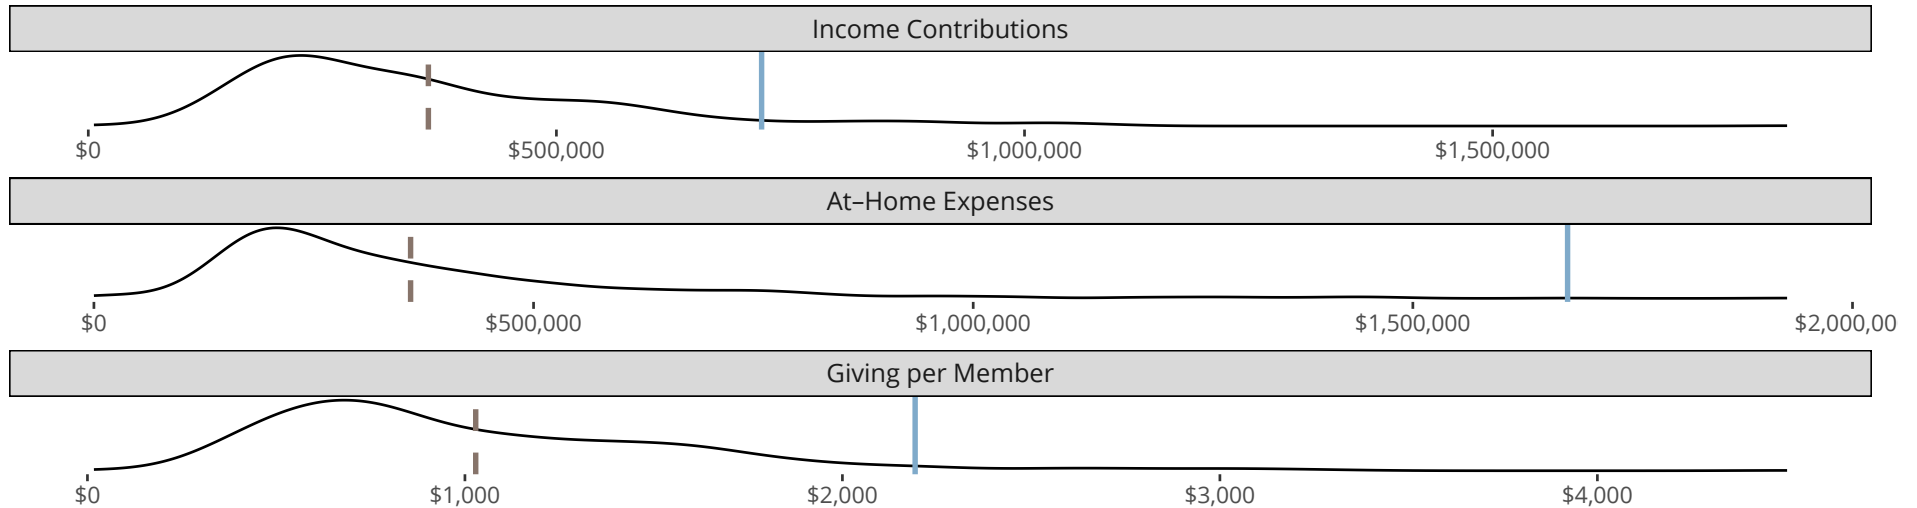 Income Contributions
$0 $500,000 $1,000,000 $1,500,000
At–Home Expenses
$0 $500,000 $1,000,000 $1,500,000 $2,000,00
Giving per Member
$0 $1,000 $2,000 $3,000 $4,000